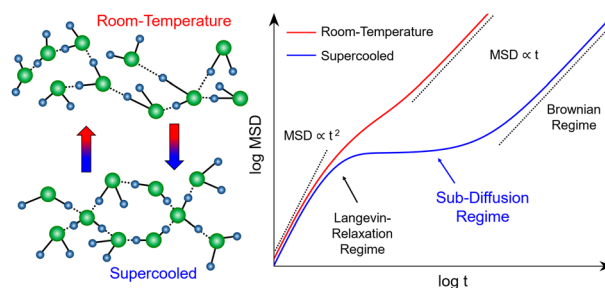 Room-Temperature
Supercooled
Room-Temperature
Supercooled
MSD ∝ t
MSD ∝ t²
Brownian
Regime
Sub-Diffusion
Regime
Langevin-
Relaxation
Regime
log MSD
log t